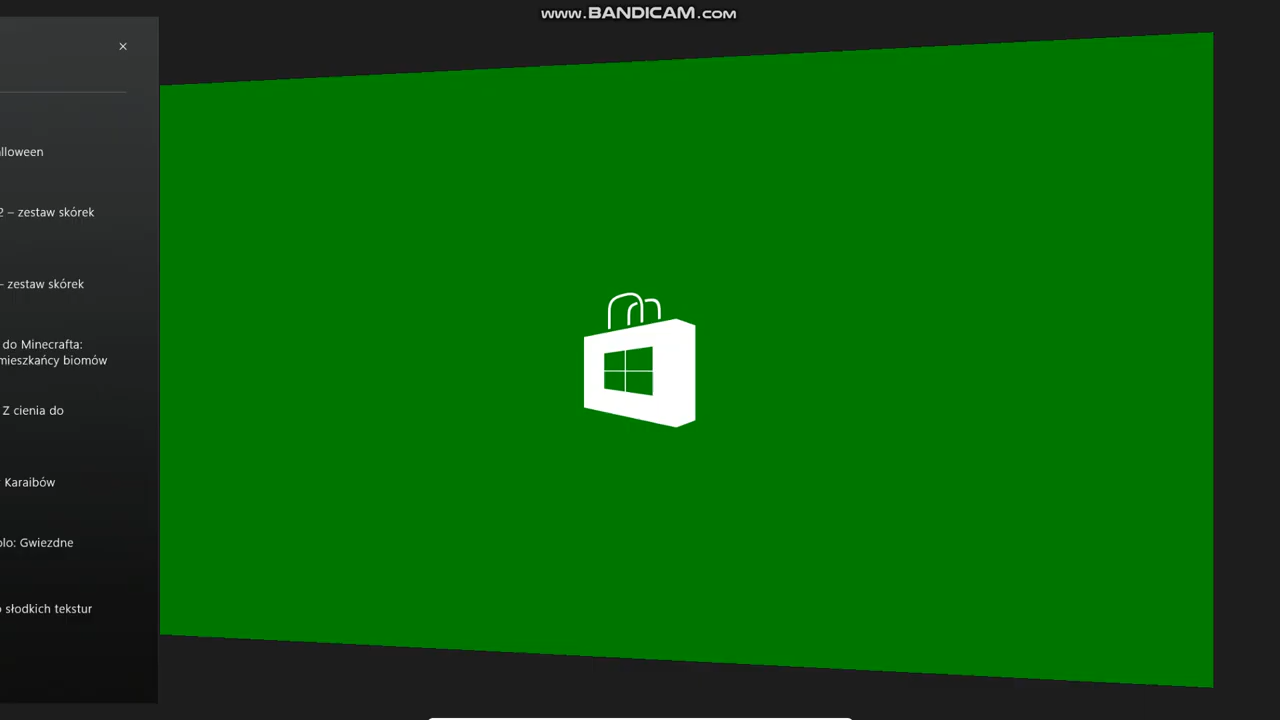 www.BANDICAM.com
lloween
2 – zestaw skórek
– zestaw skórek
do Minecrafta:
mieszkańcy biomów
Z cienia do
Karaibów
olo: Gwiezdne
słodkich tekstur